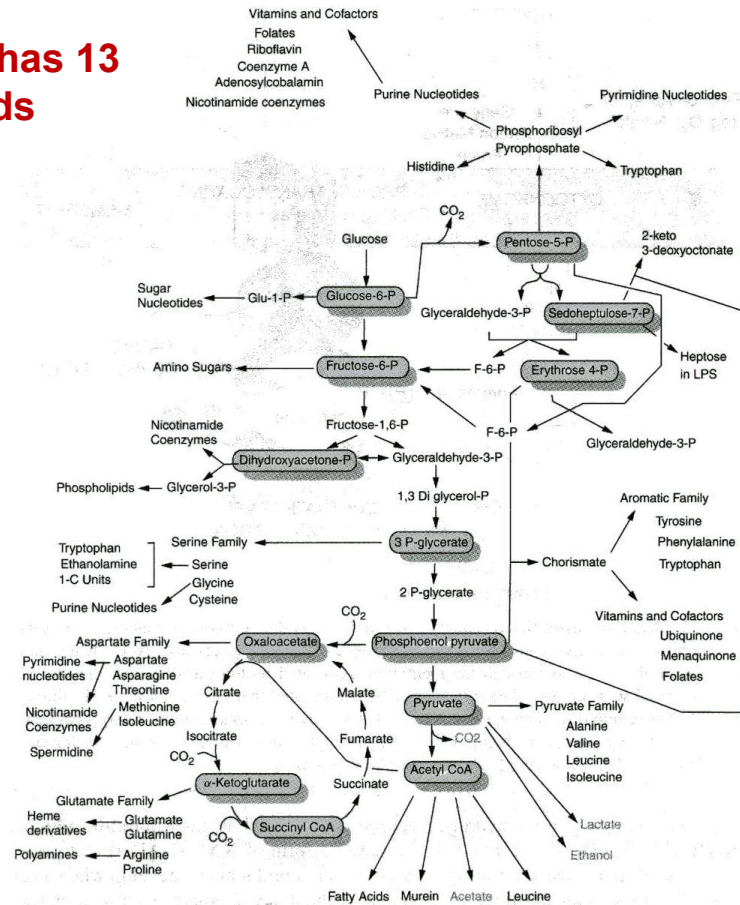 has 13
ds
Vitamins and Cofactors
Folates
Riboflavin
Coenzyme A
Adenosylcobalamin
Nicotinamide coenzymes
Purine Nucleotides
Pyrimidine Nucleotides
Phosphoribosyl
Pyrophosphate
Histidine
Tryptophan
CO2
Glucose
Pentose-5-P
2-keto
3-deoxyoctonate
Sugar
Nucleotides
Glu-1-P
Glucose-6-P
Glyceraldehyde-3-P
Sedoheptulose-7-P
Amino Sugars
Fructose-6-P
F-6-P
Erythrose 4-P
Heptose
in LPS
Fructose-1,6-P
F-6-P
Nicotinamide
Coenzymes
Glyceraldehyde-3-P
Dihydroxyacetone-P
Glyceraldehyde-3-P
Phospholipids
Glycerol-3-P
1,3 Di glycerol-P
Aromatic Family
Tyrosine
Phenylalanine
Tryptophan
Serine Family
3 P-glycerate
Tryptophan
Ethanolamine
1-C Units
Serine
Glycine
Cysteine
Purine Nucleotides
Chorismate
2 P-glycerate
Vitamins and Cofactors
Ubiquinone
Menaquinone
Folates
CO2
Aspartate Family
Oxaloacetate
Phosphoenol pyruvate
Pyrimidine
nucleotides
Aspartate
Asparagine
Threonine
Methionine
Isoleucine
Nicotinamide
Coenzymes
Spermidine
Citrate
Malate
Pyruvate
Pyruvate Family
Alanine
Valine
Leucine
Isoleucine
Isocitrate
Fumarate
CO2
CO2
Acetyl CoA
α-Ketoglutarate
Succinate
Glutamate Family
Heme
derivatives
Glutamate
Glutamine
CO2
Succinyl CoA
Lactate
Ethanol
Polyamines
Arginine
Proline
Fatty Acids
Murein
Acetate
Leucine